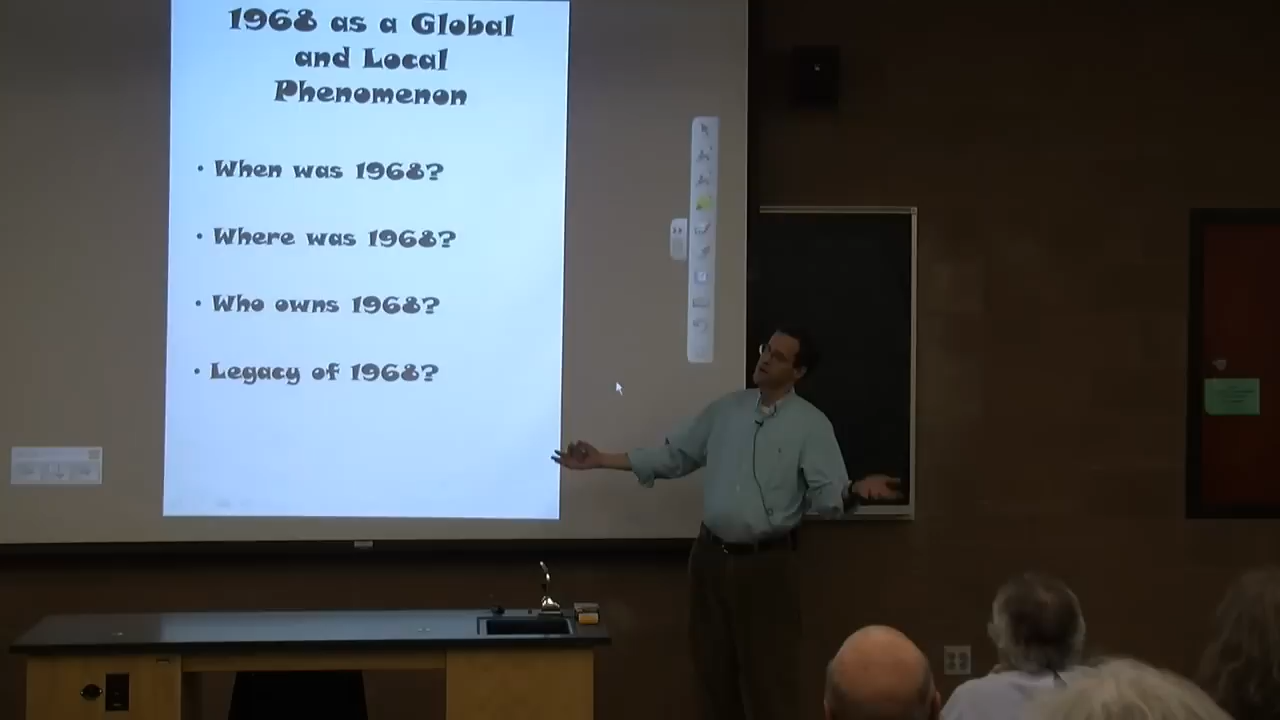 1968 as a Global
and Local
Phenomenon
• When was 1968?
• Where was 1968?
• Who owns 1968?
• Legacy of 1968?